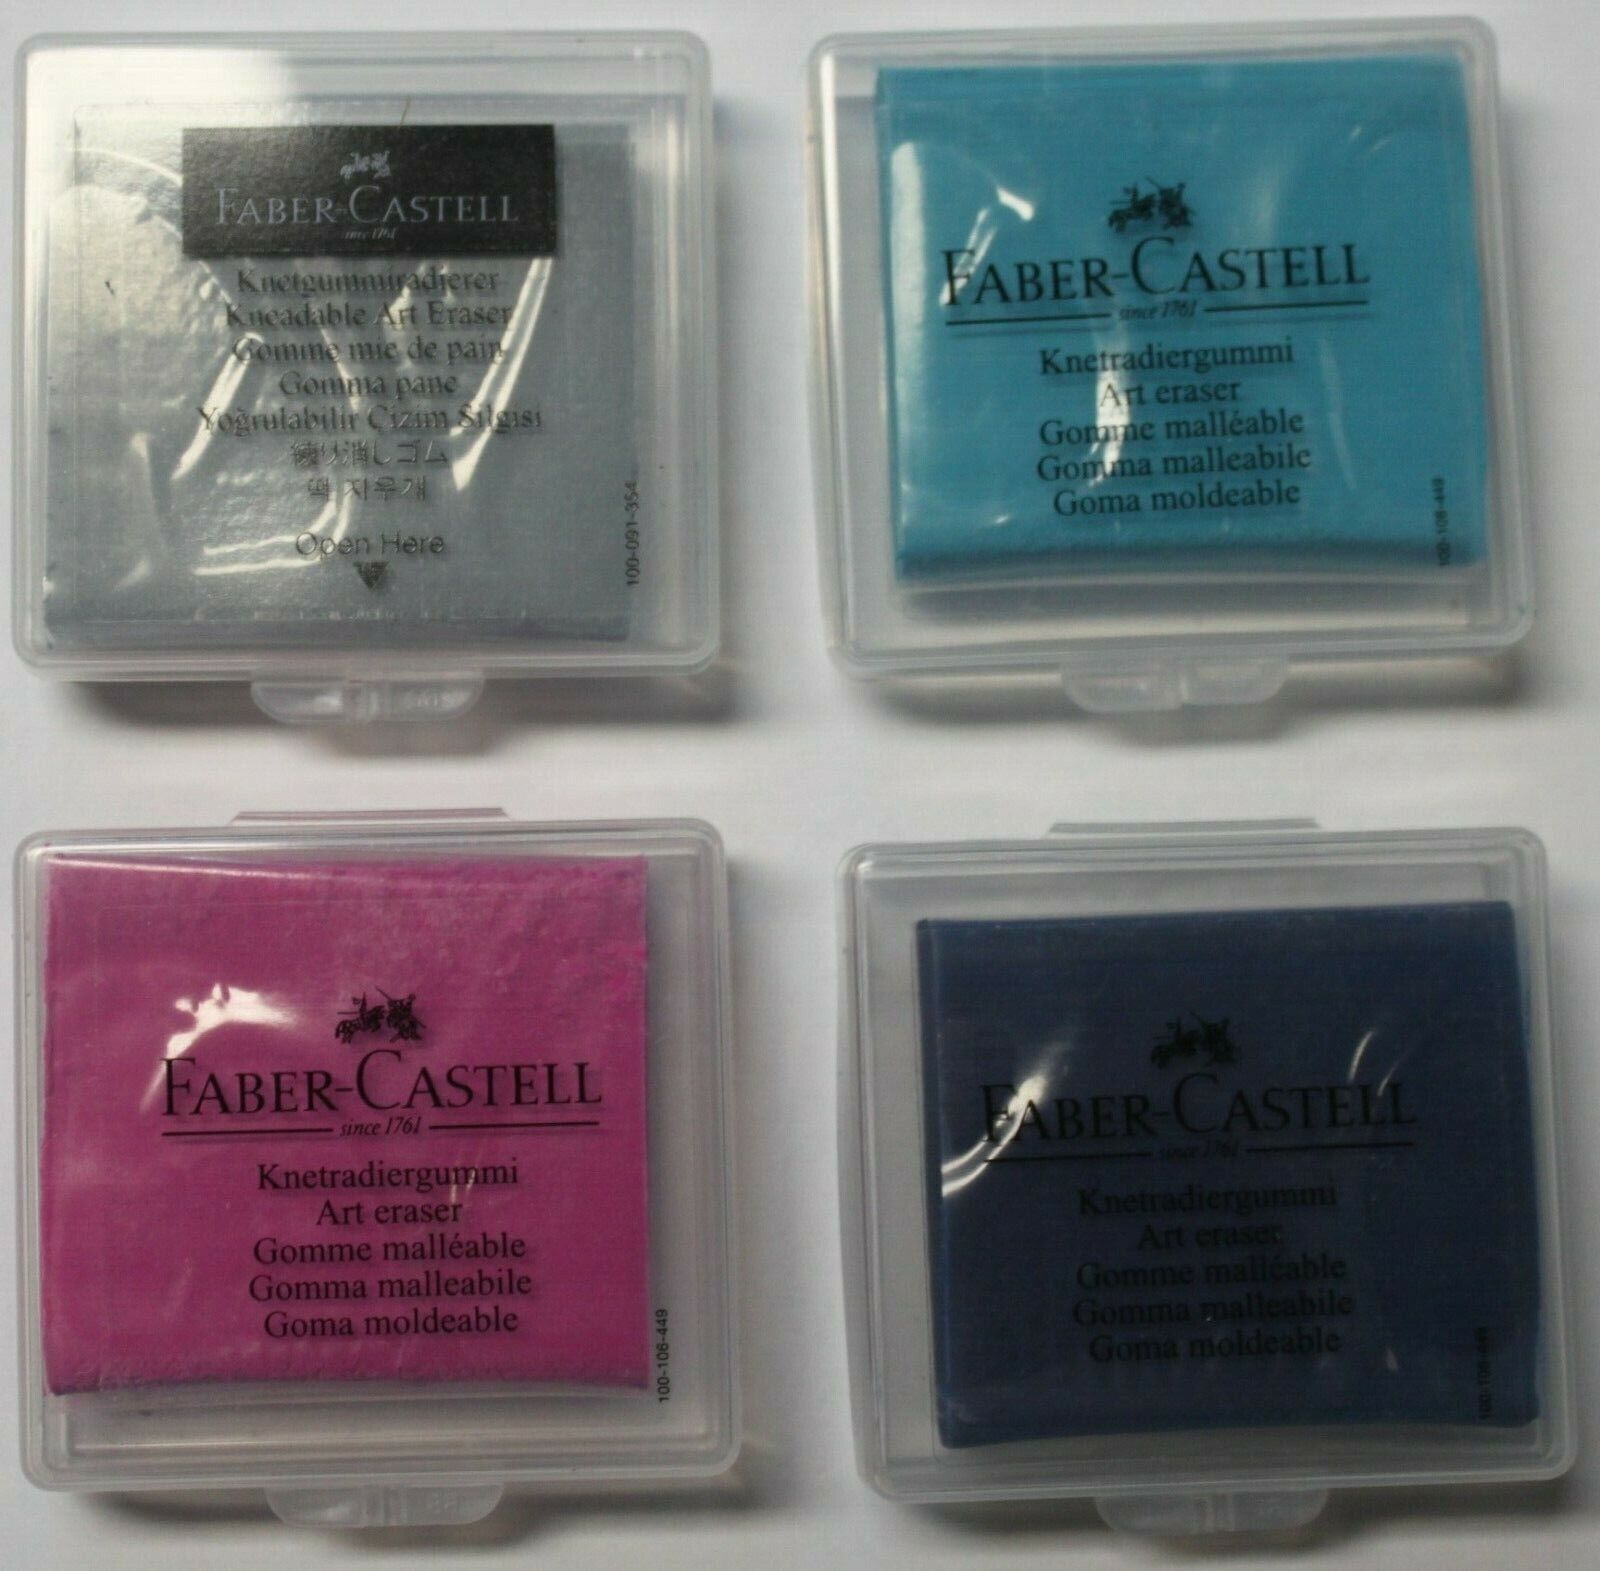 FABER-CASTELL
since 1761
Knetgummiradierer
Kneadable Art Eraser
Gomme mie de pain
Gomma pane
Yoğrulabilir Çizim Silgisi
練り消しゴム
떡 지우개
Open Here
100-091-354
FABER-CASTELL
since 1761
Knetradiergummi
Art eraser
Gomme malléable
Gomma malleabile
Goma moldeable
100-106-449
FABER-CASTELL
since 1761
Knetradiergummi
Art eraser
Gomme malléable
Gomma malleabile
Goma moldeable
100-106-449
FABER-CASTELL
since 1761
Knetradiergummi
Art eraser
Gomme malléable
Gomma malleabile
Goma moldeable
100-106-449